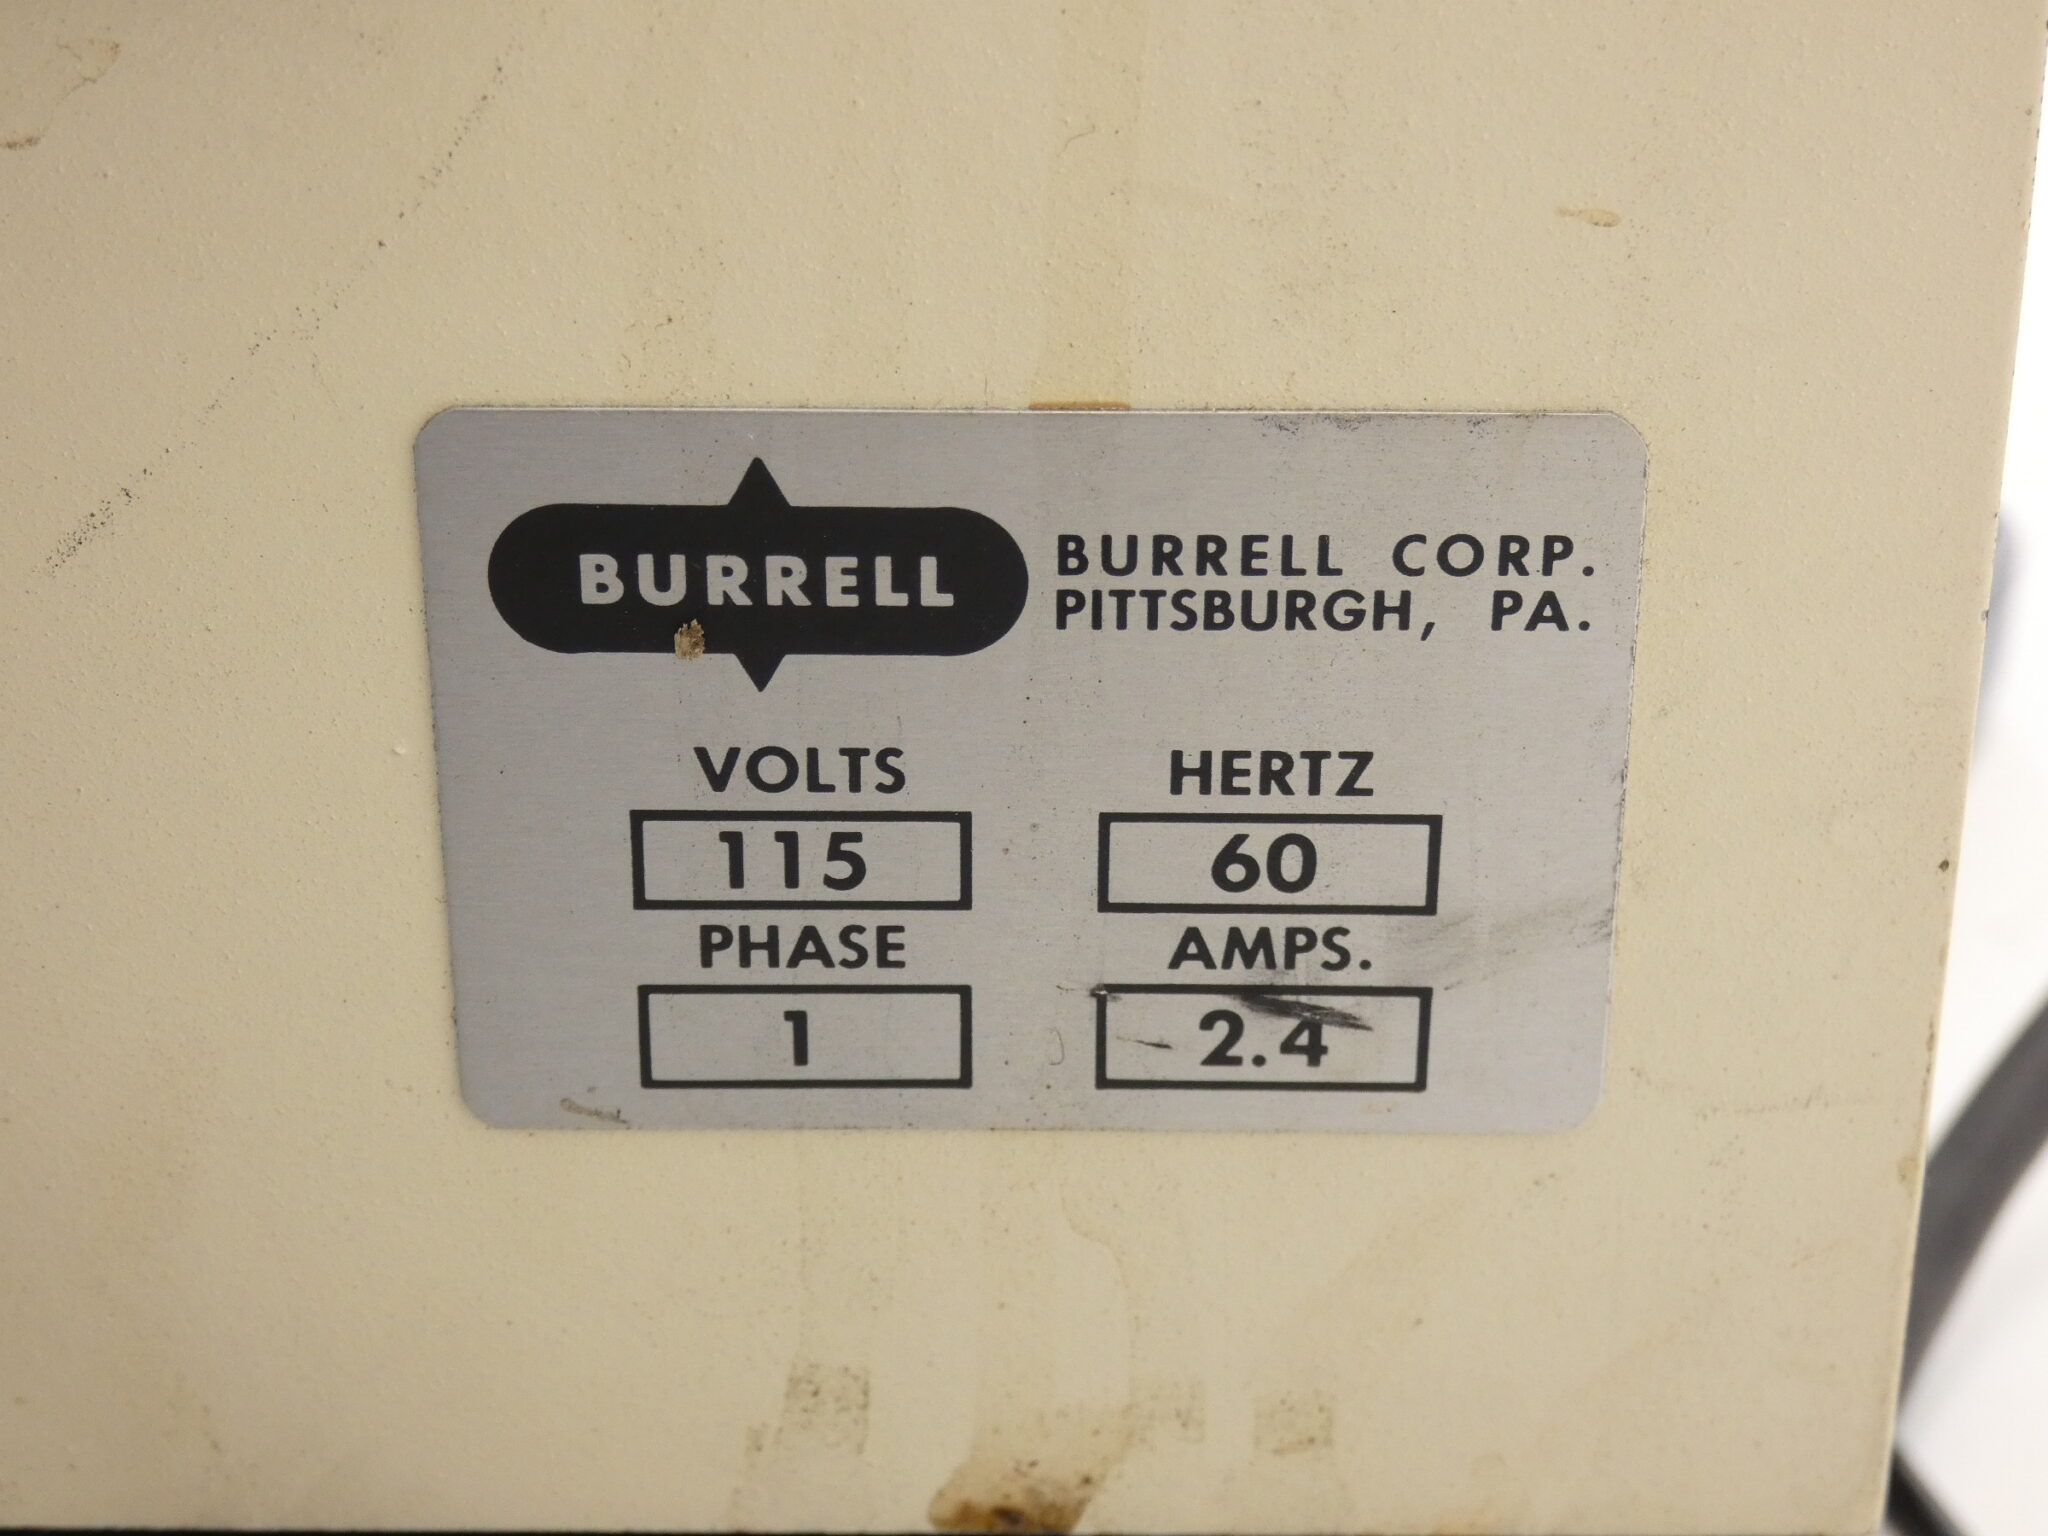 BURRELL
BURRELL CORP.
PITTSBURGH, PA.
VOLTS HERTZ
115 60
PHASE AMPS.
1 2.4